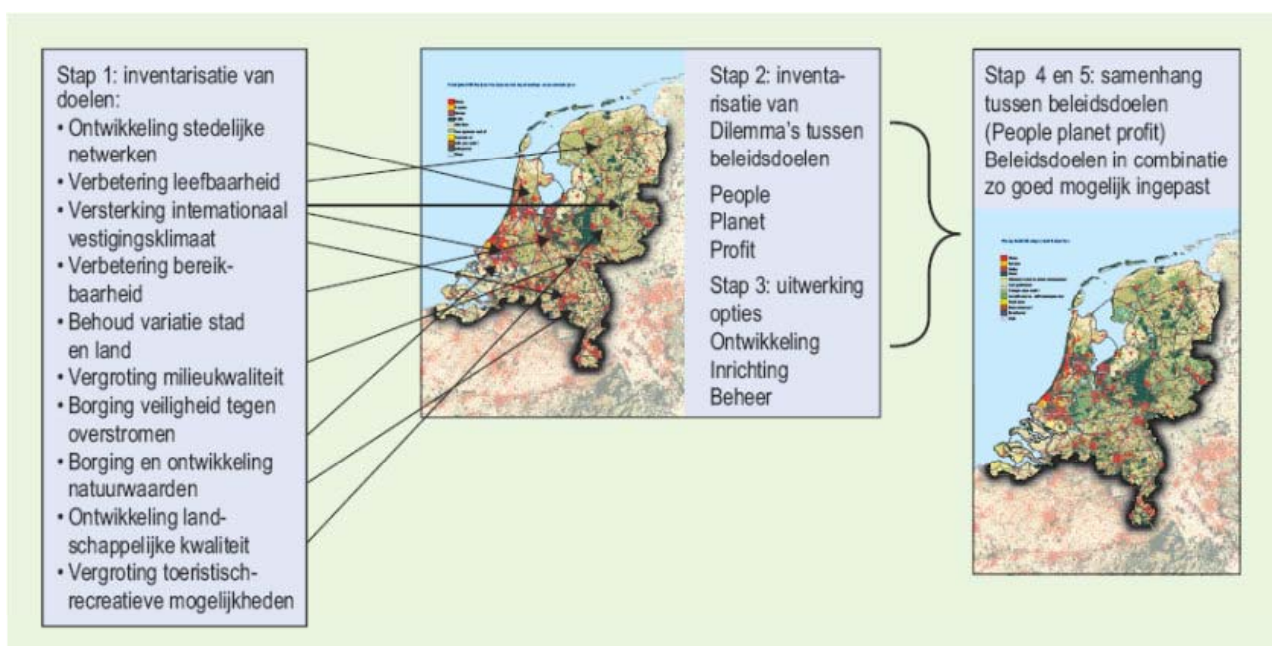 Stap 1: inventarisatie van
doelen:
• Ontwikkeling stedelijke
netwerken
• Verbetering leefbaarheid
• Versterking internationaal
vestigingsklimaat
• Verbetering bereik-
baarheid
• Behoud variatie stad
en land
• Vergroting milieukwaliteit
• Borging veiligheid tegen
overstromen
• Borging en ontwikkeling
natuurwaarden
• Ontwikkeling land-
schappelijke kwaliteit
• Vergroting toeristisch-
recreatieve mogelijkheden
Stap 2: inventa-
risatie van
Dilemma's tussen
beleidsdoelen
People
Planet
Profit
Stap 3: uitwerking
opties
Ontwikkeling
Inrichting
Beheer
Stap 4 en 5: samenhang
tussen beleidsdoelen
(People planet profit)
Beleidsdoelen in combinatie
zo goed mogelijk ingepast